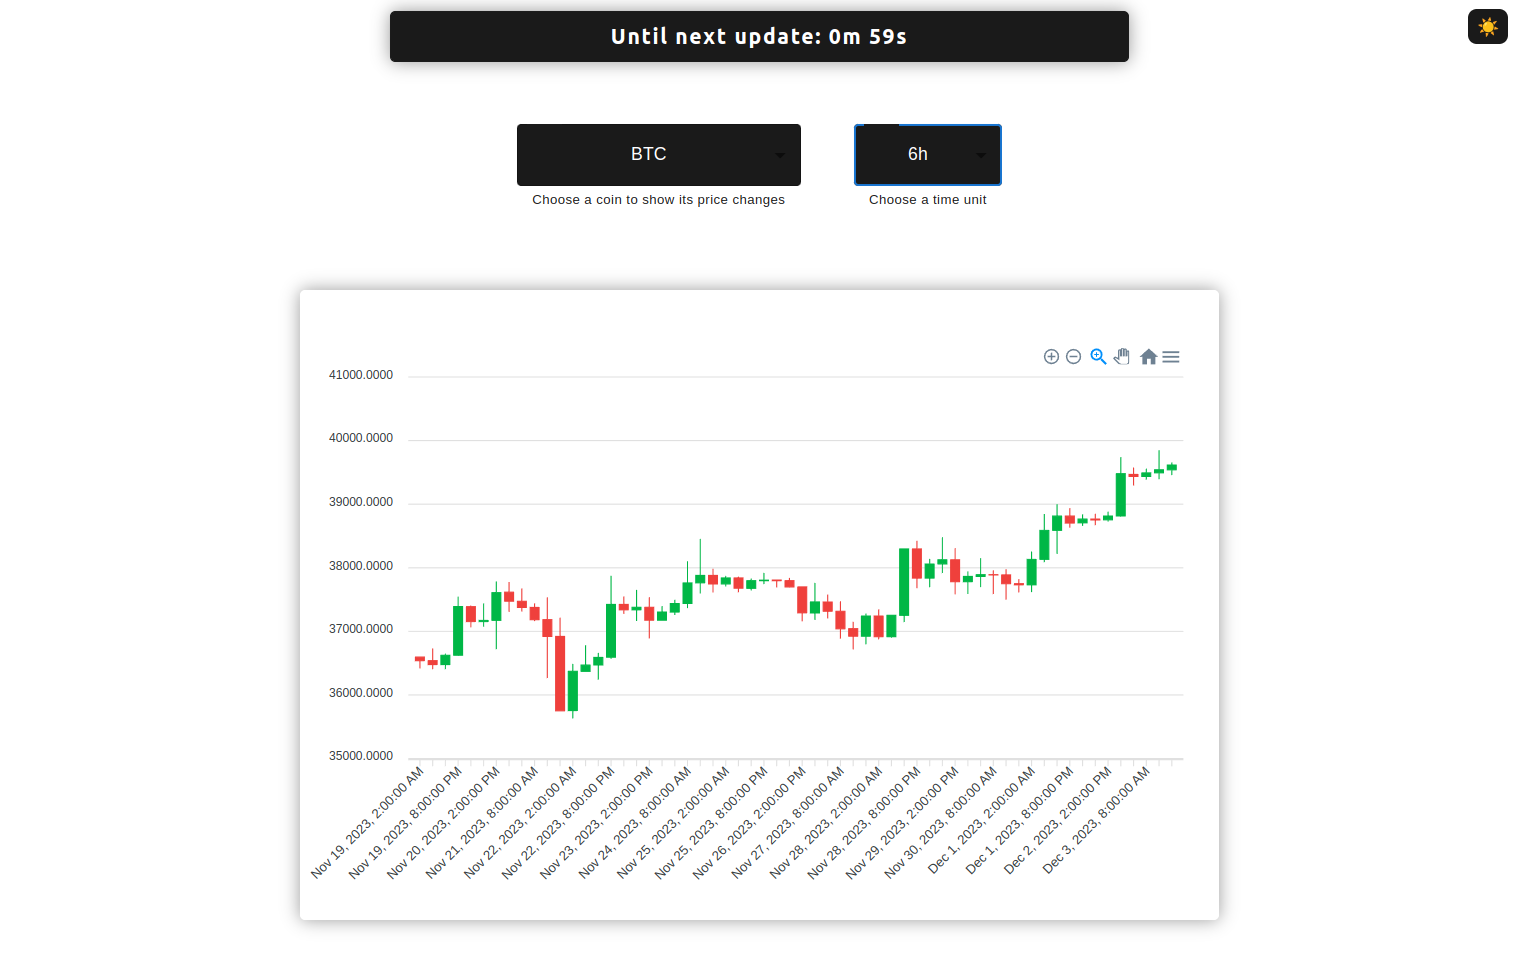 Until next update: 0m 59s
BTC
6h
Choose a coin to show its price changes
Choose a time unit
41000.0000
40000.0000
39000.0000
38000.0000
37000.0000
36000.0000
35000.0000
Nov 19, 2023, 2:00:00 AM
Nov 19, 2023, 8:00:00 PM
Nov 20, 2023, 2:00:00 PM
Nov 21, 2023, 8:00:00 AM
Nov 22, 2023, 2:00:00 AM
Nov 22, 2023, 8:00:00 PM
Nov 23, 2023, 2:00:00 PM
Nov 24, 2023, 8:00:00 AM
Nov 25, 2023, 2:00:00 AM
Nov 25, 2023, 8:00:00 PM
Nov 26, 2023, 2:00:00 PM
Nov 27, 2023, 8:00:00 AM
Nov 28, 2023, 2:00:00 AM
Nov 28, 2023, 8:00:00 PM
Nov 29, 2023, 2:00:00 PM
Nov 30, 2023, 8:00:00 AM
Dec 1, 2023, 2:00:00 AM
Dec 1, 2023, 8:00:00 PM
Dec 2, 2023, 2:00:00 PM
Dec 3, 2023, 8:00:00 AM